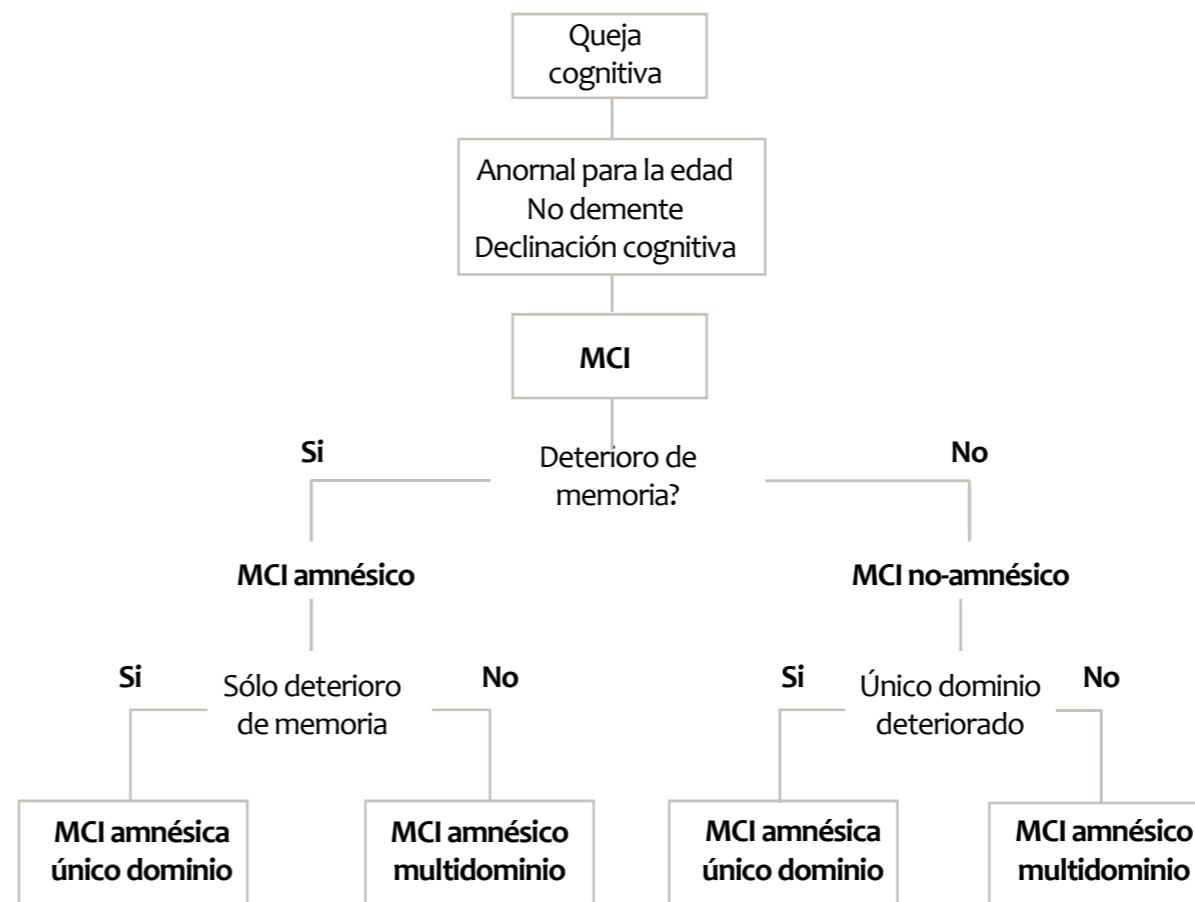 Queja
cognitiva
Anornal para la edad
No demente
Declinación cognitiva
MCI
Si
Deterioro de
memoria?
No
MCI amnésico
MCI no-amnésico
Si
Sólo deterioro
de memoria
No
Si
Único dominio
deteriorado
No
MCI amnésica
único dominio
MCI amnésico
multidominio
MCI amnésica
único dominio
MCI amnésico
multidominio